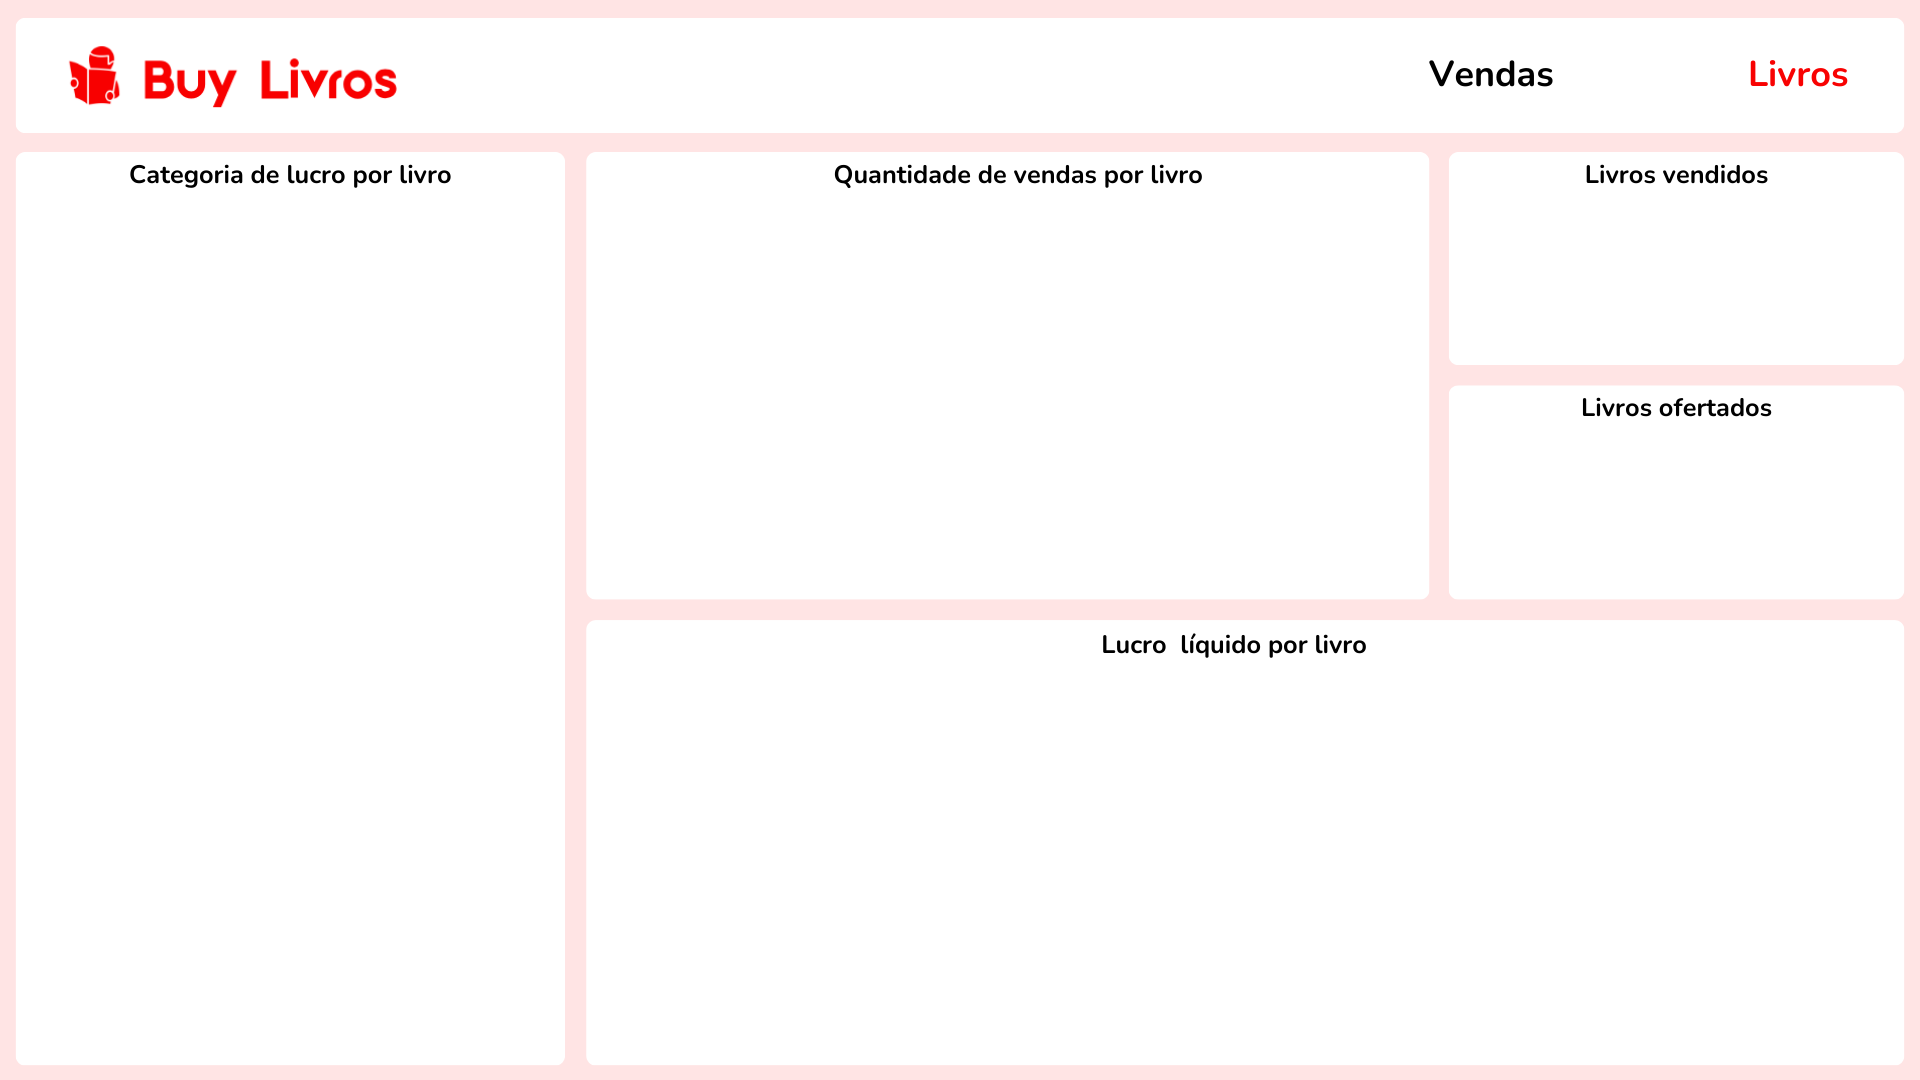 Buy Livros
Vendas
Livros
Categoria de lucro por livro
Quantidade de vendas por livro
Livros vendidos
Livros ofertados
Lucro  líquido por livro